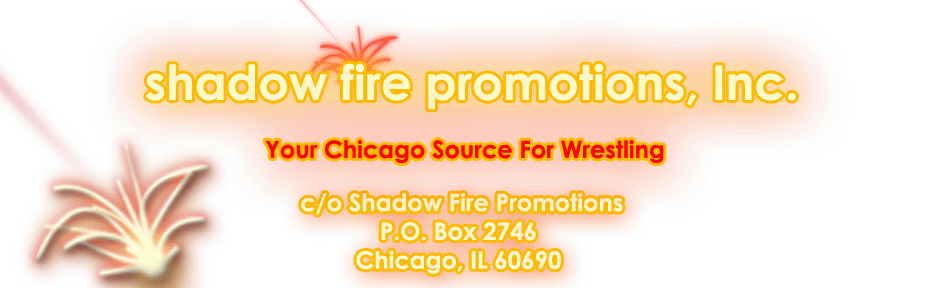 shadow fire promotions, Inc.
Your Chicago Source For Wrestling
c/o Shadow Fire Promotions
P.O. Box 2746
Chicago, IL 60690